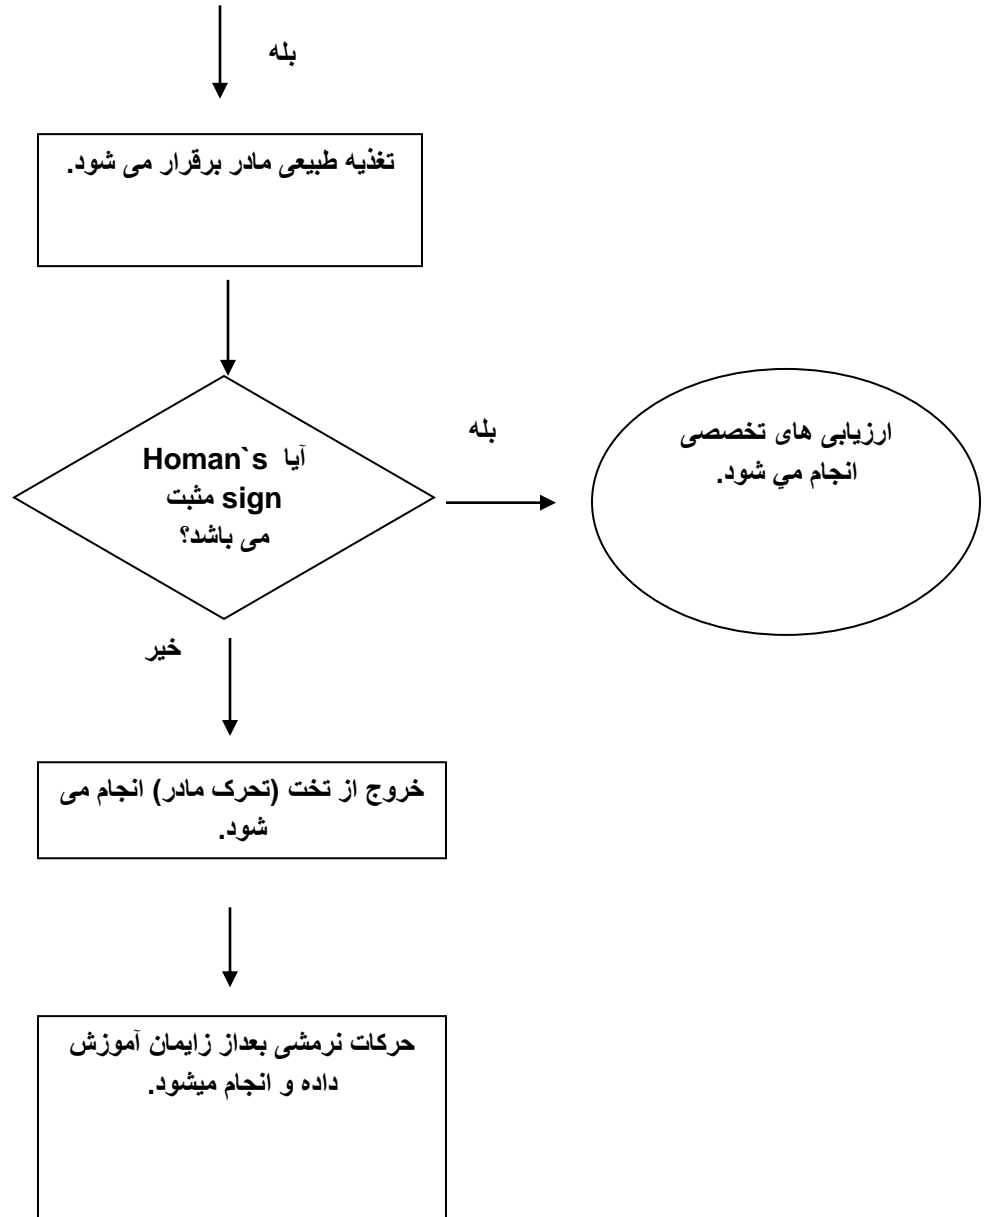 بله
تغذیه طبیعی مادر برقرار می شود.
آیا Homan`s
sign مثبت
می باشد؟
بله
ارزیابی های تخصصی
انجام مي شود.
خیر
خروج از تخت (تحرک مادر) انجام می
شود.
حرکات نرمشی بعداز زایمان آموزش
داده و انجام میشود.